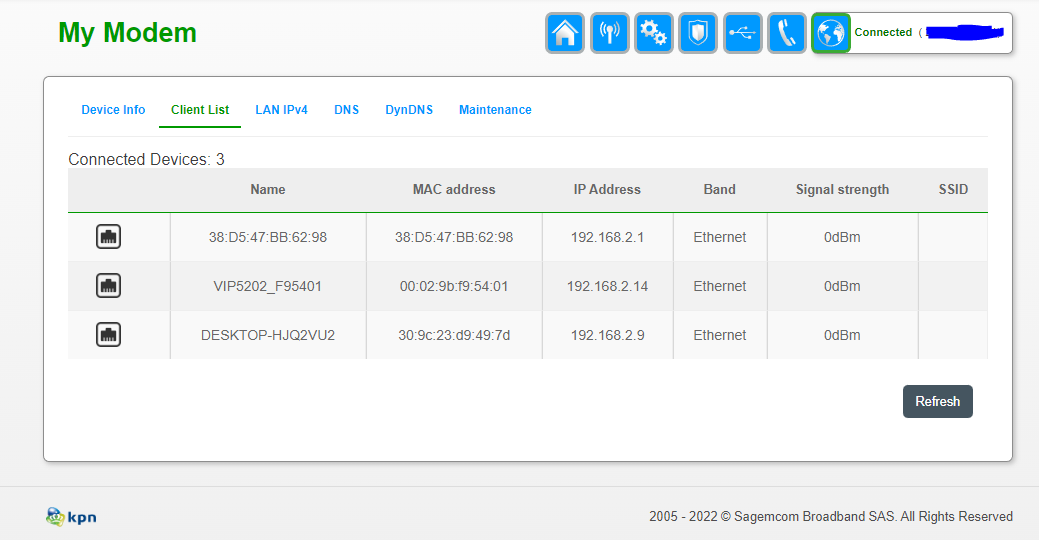 My Modem
Connected (
Device Info Client List LAN IPv4 DNS DynDNS Maintenance
Connected Devices: 3
Name MAC address IP Address Band Signal strength SSID
38:D5:47:BB:62:98 38:D5:47:BB:62:98 192.168.2.1 Ethernet 0dBm
VIP5202_F95401 00:02:9b:f9:54:01 192.168.2.14 Ethernet 0dBm
DESKTOP-HJQ2VU2 30:9c:23:d9:49:7d 192.168.2.9 Ethernet 0dBm
Refresh
kpn 2005 - 2022 © Sagemcom Broadband SAS. All Rights Reserved